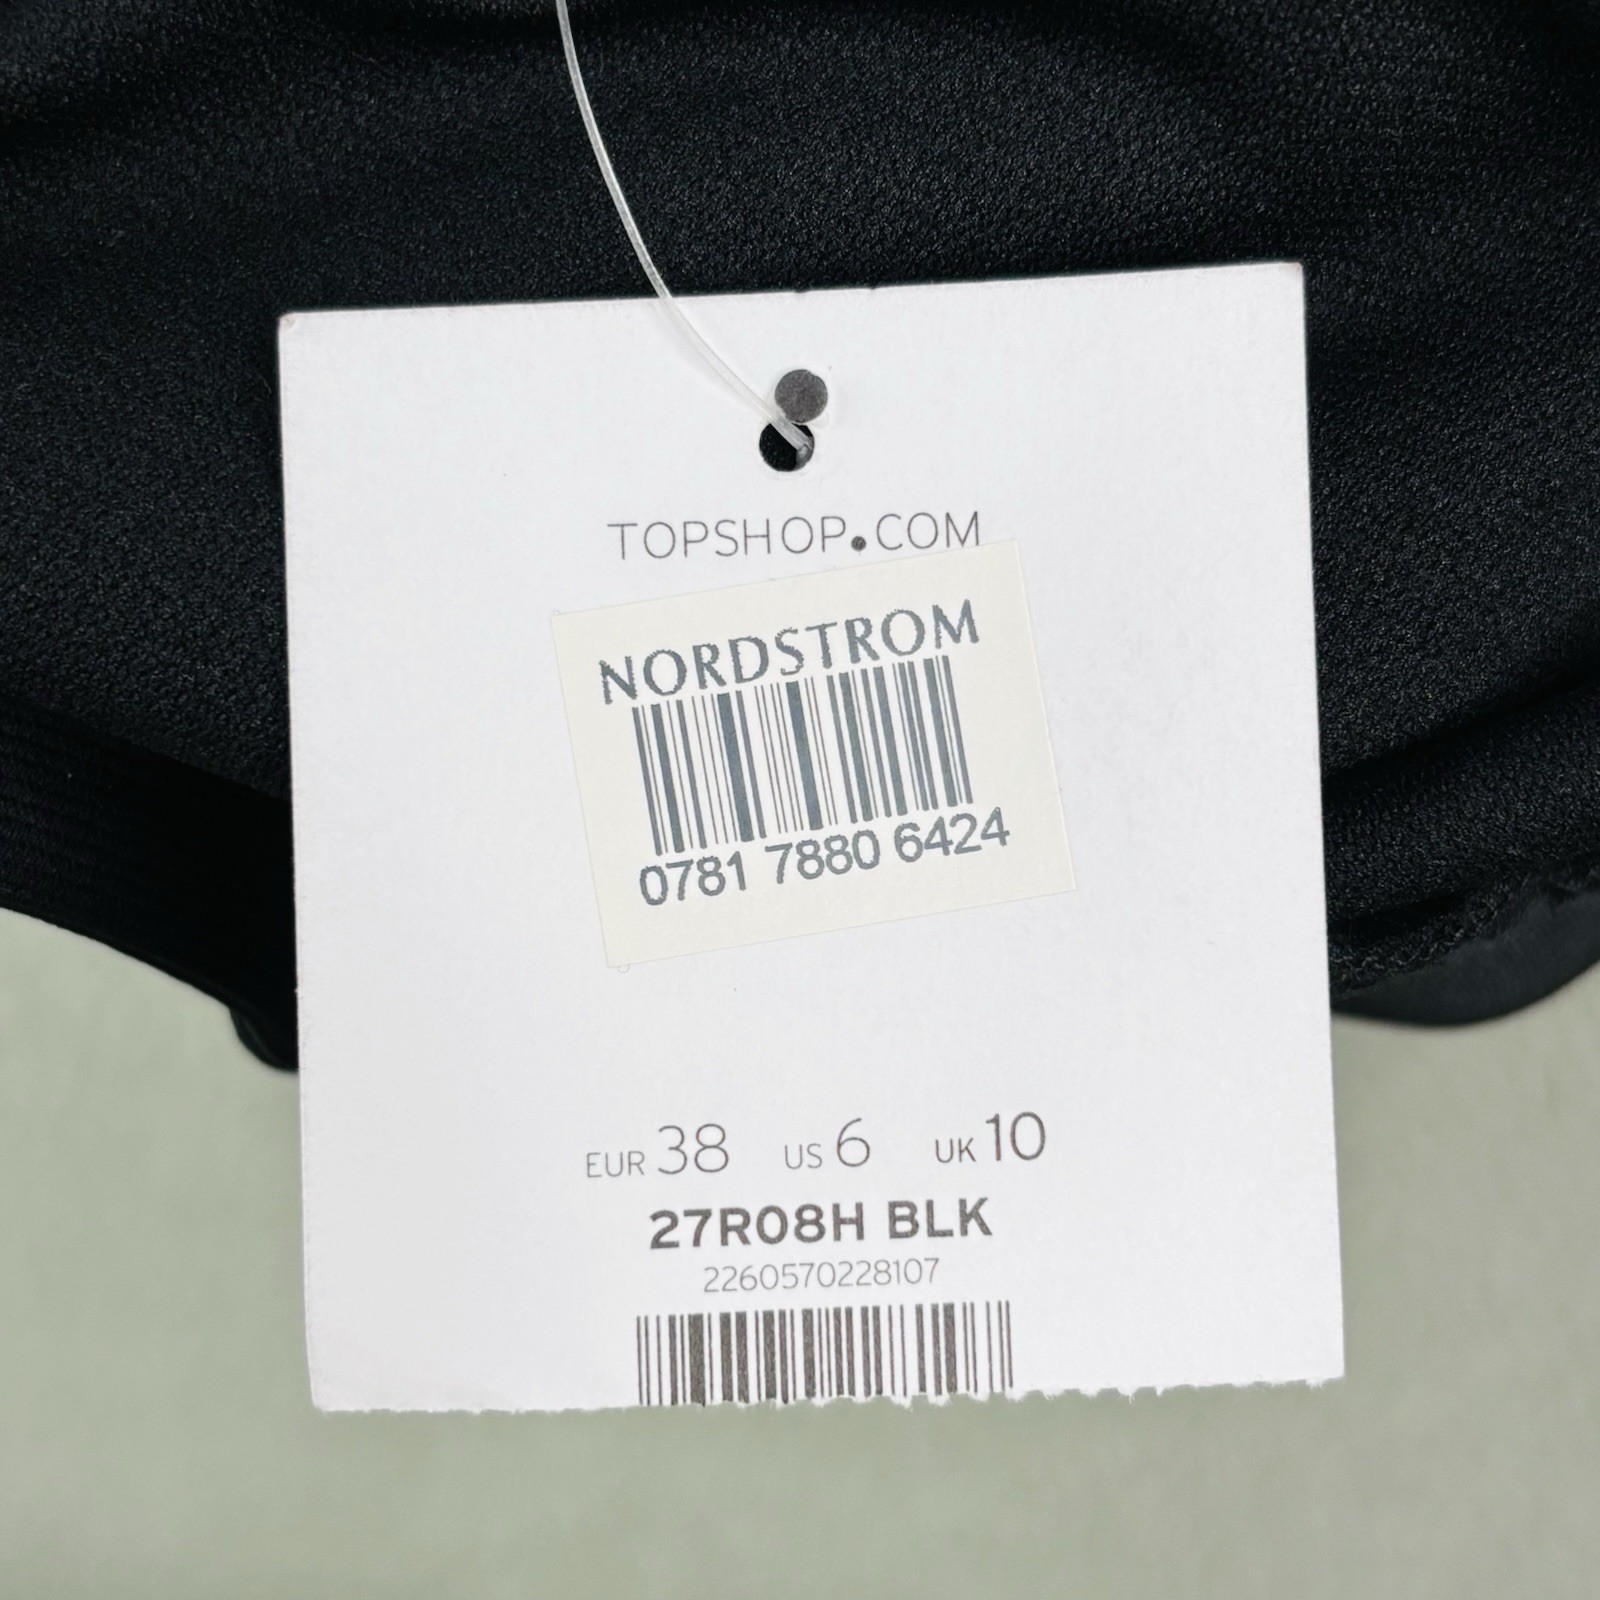 TOPSHOP.COM
NORDSTROM
0781 7880 6424
EUR 38 US 6 UK 10
27R08H BLK
2260570228107